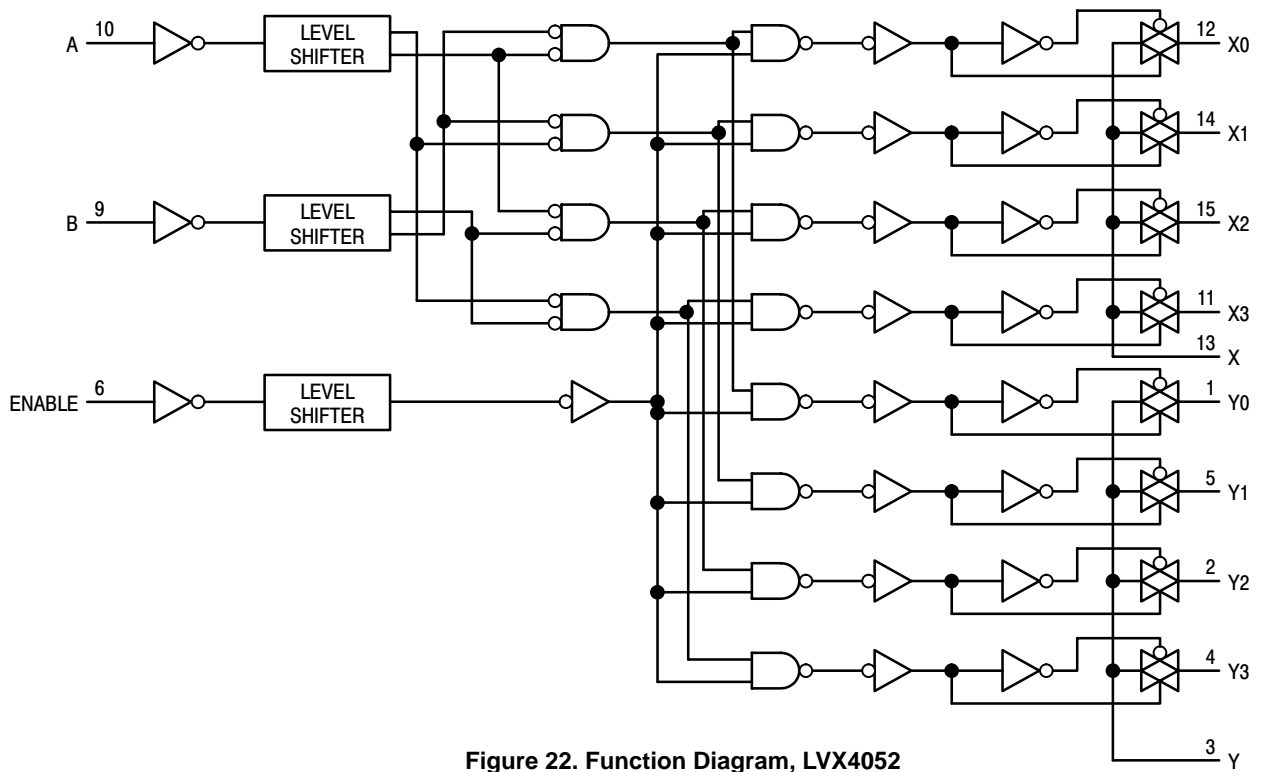 A 10
LEVEL
SHIFTER
12 X0
14 X1
B 9
LEVEL
SHIFTER
15 X2
11 X3
13 X
ENABLE 6
LEVEL
SHIFTER
1 Y0
5 Y1
2 Y2
4 Y3
3 Y
Figure 22. Function Diagram, LVX4052